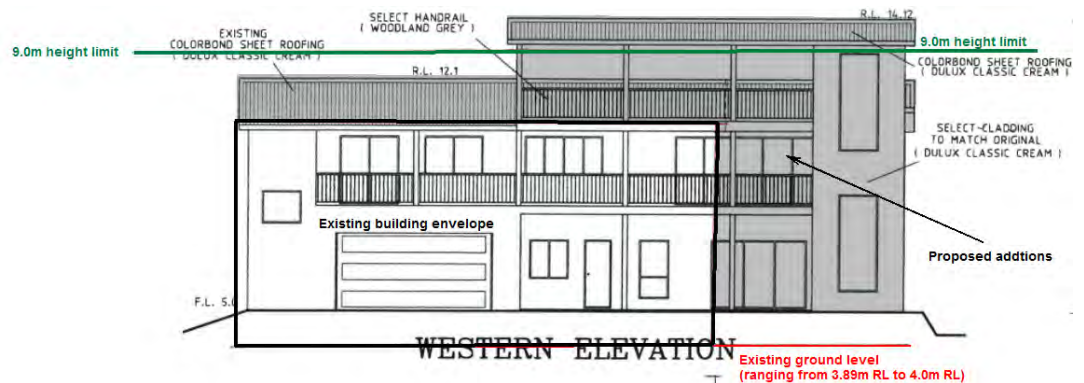 R.L. 14.12
SELECT HANDRAIL
( WOODLAND GREY )
EXISTING
COLORBOND SHEET ROOFING
( DULUX CLASSIC CREAM )
9.0m height limit
9.0m height limit
COLORBOND SHEET ROOFING
( DULUX CLASSIC CREAM )
R.L. 12.1
SELECT-CLADDING
TO MATCH ORIGINAL
( DULUX CLASSIC CREAM )
Existing building envelope
Proposed addtions
F.L.
WESTERN ELEVATION
Existing ground level
(ranging from 3.89m RL to 4.0m RL)